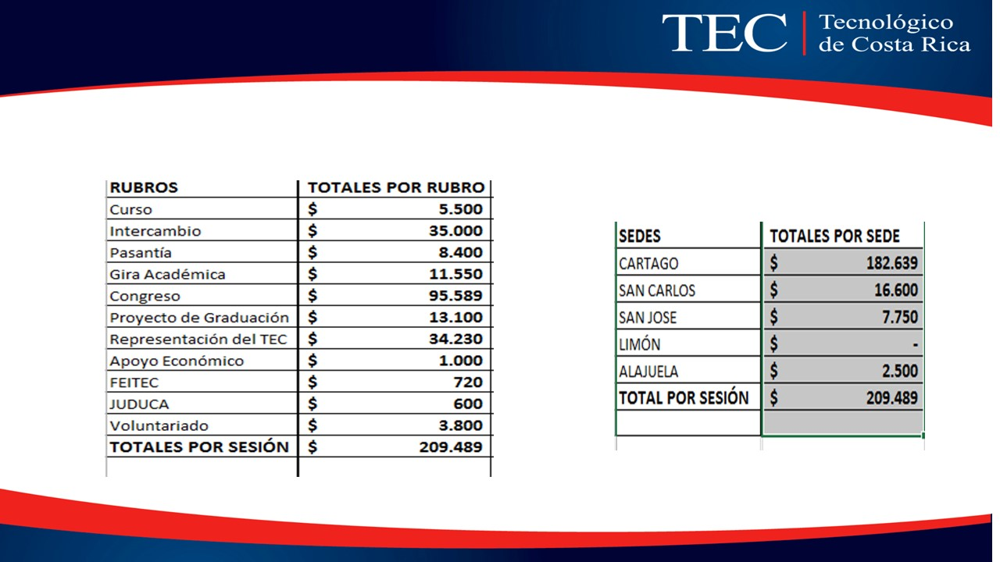 TEC | Tecnológico
de Costa Rica
RUBROS TOTALES POR RUBRO
Curso $ 5.500
Intercambio $ 35.000
Pasantía $ 8.400
Gira Académica $ 11.550
Congreso $ 95.589
Proyecto de Graduación $ 13.100
Representación del TEC $ 34.230
Apoyo Económico $ 1.000
FEITEC $ 720
JUDUCA $ 600
Voluntariado $ 3.800
TOTALES POR SESIÓN $ 209.489
SEDES TOTALES POR SEDE
CARTAGO $ 182.639
SAN CARLOS $ 16.600
SAN JOSE $ 7.750
LIMÓN $ -
ALAJUELA $ 2.500
TOTAL POR SESIÓN $ 209.489